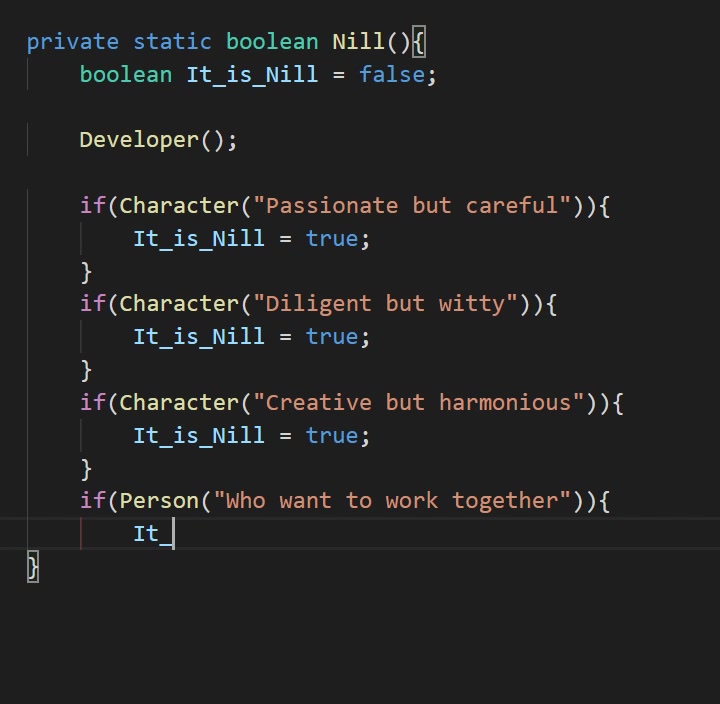 private static boolean Nill(){
    boolean It_is_Nill = false;

    Developer();

    if(Character("Passionate but careful")){
        It_is_Nill = true;
    }
    if(Character("Diligent but witty")){
        It_is_Nill = true;
    }
    if(Character("Creative but harmonious")){
        It_is_Nill = true;
    }
    if(Person("Who want to work together")){
        It_
}